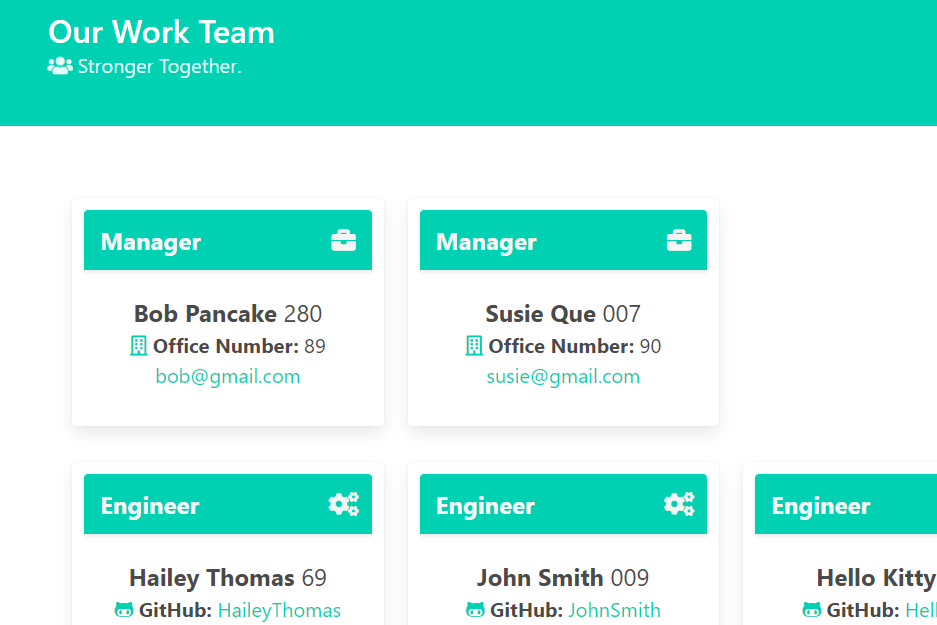 Our Work Team
Stronger Together.
Manager
Bob Pancake 280
Office Number: 89
bob@gmail.com
Manager
Susie Que 007
Office Number: 90
susie@gmail.com
Engineer
Hailey Thomas 69
GitHub: HaileyThomas
Engineer
John Smith 009
GitHub: JohnSmith
Engineer
Hello Kitty
GitHub: